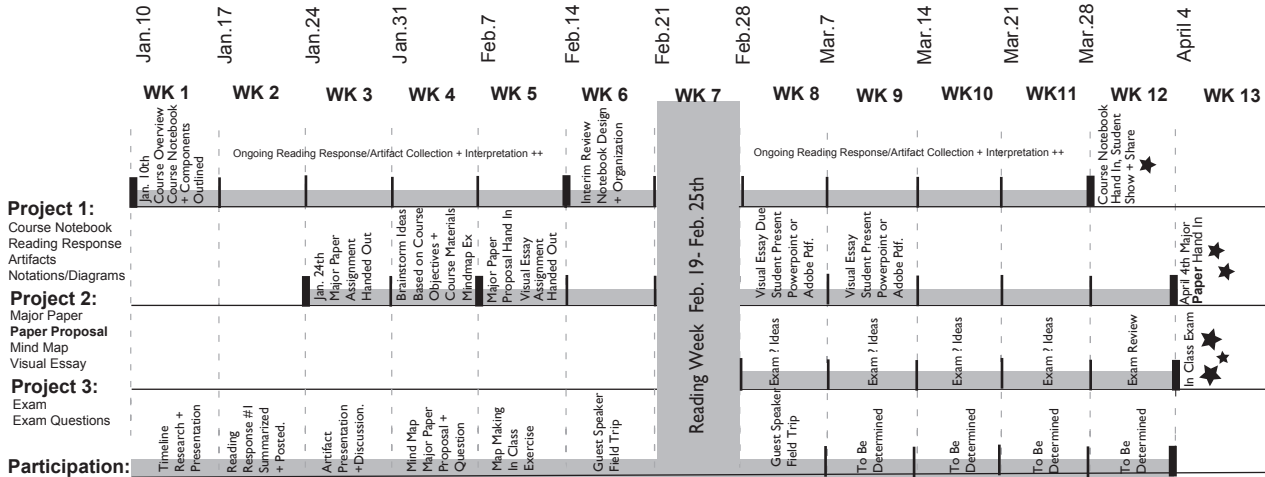 Jan.10
Jan.17
Jan.24
Jan.31
Feb.7
Feb.14
Feb.21
Feb.28
Mar.7
Mar.14
Mar.21
Mar.28
April 4
WK 1
WK 2
WK 3
WK 4
WK 5
WK 6
WK 7
WK 8
WK 9
WK10
WK11
WK 12
WK 13
Jan. 10th
Course Overview
Course Notebook
+ Components
Outlined
Ongoing Reading Response/Artifact Collection + Interpretation ++
Interim Review
Notebook Design
+ Organization
Ongoing Reading Response/Artifact Collection + Interpretation ++
Course Notebook
Hand In, Student
Show + Share
Project 1:
Course Notebook
Reading Response
Artifacts
Notations/Diagrams
Jan. 24th
Major Paper
Assignment
Handed Out
Brainstorm Ideas
Based on Course
Objectives +
Course Materials
Mindmap Ex
Major Paper
Proposal Hand In
Visual Essay
Assignment
Handed Out
Reading Week Feb. 19- Feb. 25th
Visual Essay Due
Student Present
Powerpoint or
Adobe Pdf.
Visual Essay
Student Present
Powerpoint or
Adobe Pdf.
April 4th Major
Paper Hand In
Project 2:
Major Paper
Paper Proposal
Mind Map
Visual Essay
Exam ? Ideas
Exam ? Ideas
Exam ? Ideas
Exam ? Ideas
Exam Review
In Class Exam
Project 3:
Exam
Exam Questions
Participation:
Timeline
Research +
Presentation
Reading
Response #1
Summarized
+ Posted.
Artifact
Presentation
+Discussion.
Mind Map
Major Paper
Proposal +
Question
Map Making
In Class
Exercise
Guest Speaker
Field Trip
Guest Speaker
Field Trip
To Be
Determined
To Be
Determined
To Be
Determined
To Be
Determined